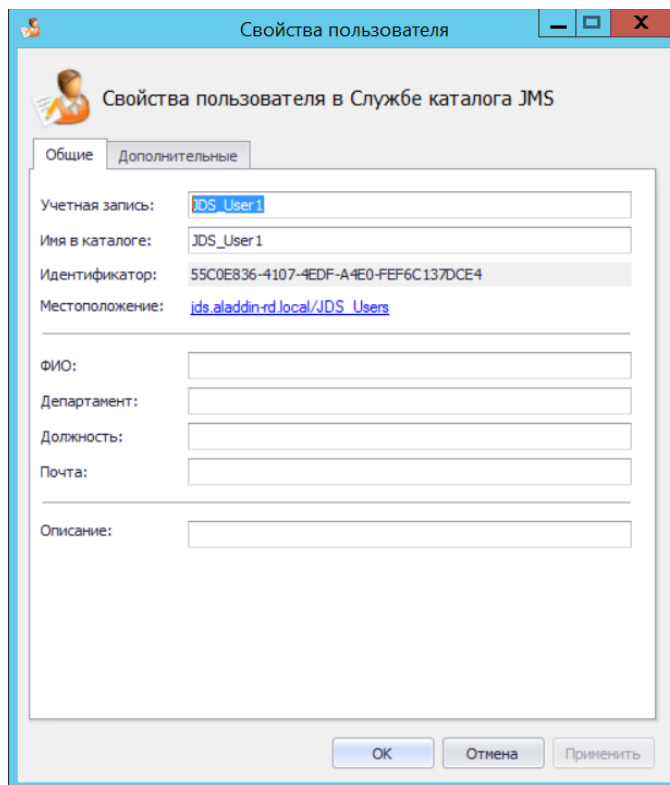 Свойства пользователя
X
Свойства пользователя в Службе каталога JMS
Общие Дополнительные
Учетная запись: JDS_User1
Имя в каталоге: JDS_User1
Идентификатор: 55C0E836-4107-4EDF-A4E0-FEF6C137DCE4
Местоположение: jds.aladdin-rd.local/JDS_Users
ФИО:
Департамент:
Должность:
Почта:
Описание:
ОК Отмена Применить